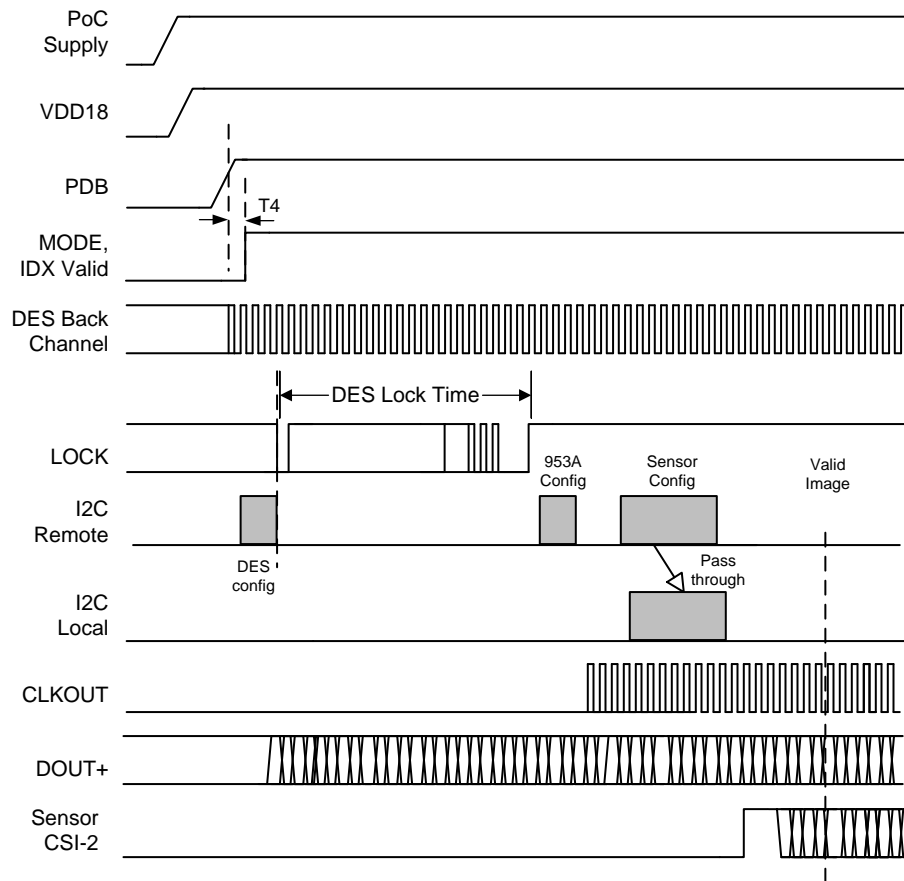 PoC
Supply
VDD18
PDB
T4
MODE,
IDX Valid
DES Back
Channel
DES Lock Time
LOCK
953A
Config
Sensor
Config
Valid
Image
I2C
Remote
DES
config
Pass
through
I2C
Local
CLKOUT
DOUT+
Sensor
CSI-2